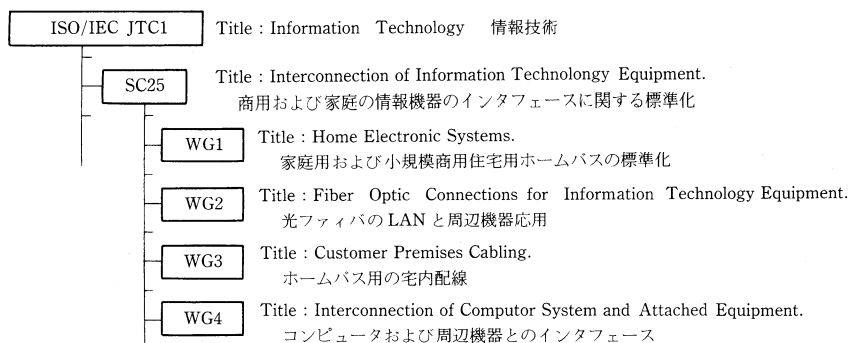 ISO/IEC JTC1 Title : Information Technology 情報技術
SC25 Title : Interconnection of Information Technolongy Equipment.
商用および家庭の情報機器のインタフェースに関する標準化
WG1 Title : Home Electronic Systems.
家庭用および小規模商用住宅用ホームバスの標準化
WG2 Title : Fiber Optic Connections for Information Technology Equipment.
光ファィバのLANと周辺機器応用
WG3 Title : Customer Premises Cabling.
ホームバス用の宅内配線
WG4 Title : Interconnection of Computor System and Attached Equipment.
コンピュータおよび周辺機器とのインタフェース